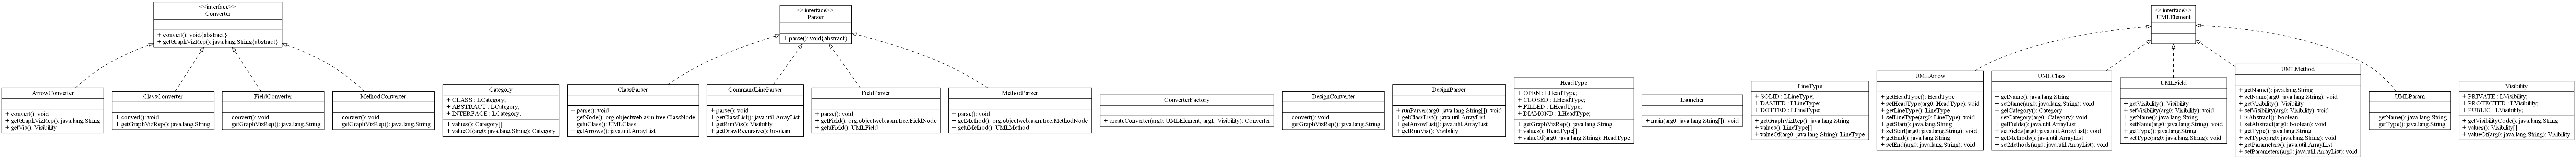 <<interface>>
Converter
+ convert(): void{abstract}
+ getGraphVizRep(): java.lang.String{abstract}
<<interface>>
Parser
+ parse(): void{abstract}
<<interface>>
UMLElement
ArrowConverter
+ convert(): void
+ getGraphVizRep(): java.lang.String
+ getVis(): Visibility
ClassConverter
+ convert(): void
+ getGraphVizRep(): java.lang.String
FieldConverter
+ convert(): void
+ getGraphVizRep(): java.lang.String
MethodConverter
+ convert(): void
+ getGraphVizRep(): java.lang.String
Category
+ CLASS : LCategory;
+ ABSTRACT : LCategory;
+ INTERFACE : LCategory;
+ values(): Category[]
+ valueOf(arg0: java.lang.String): Category
ClassParser
+ parse(): void
+ getNode(): org.objectweb.asm.tree.ClassNode
+ getclass(): UMLClass
+ getArrows(): java.util.ArrayList
CommandLineParser
+ parse(): void
+ getClassList(): java.util.ArrayList
+ getRunVis(): Visibility
+ getDrawRecursive(): boolean
FieldParser
+ parse(): void
+ getField(): org.objectweb.asm.tree.FieldNode
+ getField(): UMLField
MethodParser
+ parse(): void
+ getMethod(): org.objectweb.asm.tree.MethodNode
+ getbMethod(): UMLMethod
ConverterFactory
+ createConverter(arg0: UMLElement, arg1: Visibility): Converter
DesignConverter
+ convert(): void
+ getGraphVizRep(): java.lang.String
DesignParser
+ runParser(arg0: java.lang.String[]): void
+ getClassList(): java.util.ArrayList
+ getArrowList(): java.util.ArrayList
+ getRunVis(): Visibility
HeadType
+ OPEN : LHeadType;
+ CLOSED : LHeadType;
+ FILLED : LHeadType;
+ DIAMOND : LHeadType;
+ getGraphVizRep(): java.lang.String
+ values(): HeadType[]
+ valueOf(arg0: java.lang.String): HeadType
Launcher
+ main(arg0: java.lang.String[]): void
LineType
+ SOLID : LLineType;
+ DASHED : LLineType;
+ DOTTED : LLineType;
+ getGraphVizRep(): java.lang.String
+ values(): LineType[]
+ valueOf(arg0: java.lang.String): LineType
UMLArrow
+ getHeadType(): HeadType
+ setHeadType(arg0: HeadType): void
+ getLineType(): LineType
+ setLineType(arg0: LineType): void
+ getStart(): java.lang.String
+ setStart(arg0: java.lang.String): void
+ getEnd(): java.lang.String
+ setEnd(arg0: java.lang.String): void
UMLClass
+ getName(): java.lang.String
+ setName(arg0: java.lang.String): void
+ getCategory(): Category
+ setCategory(arg0: Category): void
+ getFields(): java.util.ArrayList
+ setFields(arg0: java.util.ArrayList): void
+ getMethods(): java.util.ArrayList
+ setMethods(arg0: java.util.ArrayList): void
UMLField
+ getVisibility(): Visibility
+ setVisibility(arg0: Visibility): void
+ getName(): java.lang.String
+ setName(arg0: java.lang.String): void
+ getType(): java.lang.String
+ setType(arg0: java.lang.String): void
UMLMethod
+ getName(): java.lang.String
+ setName(arg0: java.lang.String): void
+ getVisibility(): Visibility
+ setVisibility(arg0: Visibility): void
+ isAbstract(): boolean
+ setAbstract(arg0: boolean): void
+ getType(): java.lang.String
+ setType(arg0: java.lang.String): void
+ getParameters(): java.util.ArrayList
+ setParameters(arg0: java.util.ArrayList): void
UMLParam
+ getName(): java.lang.String
+ getType(): java.lang.String
Visibility
+ PRIVATE : LVisibility;
+ PROTECTED : LVisibility;
+ PUBLIC : LVisibility;
+ getVisibilityCode(): java.lang.String
+ values(): Visibility[]
+ valueOf(arg0: java.lang.String): Visibility